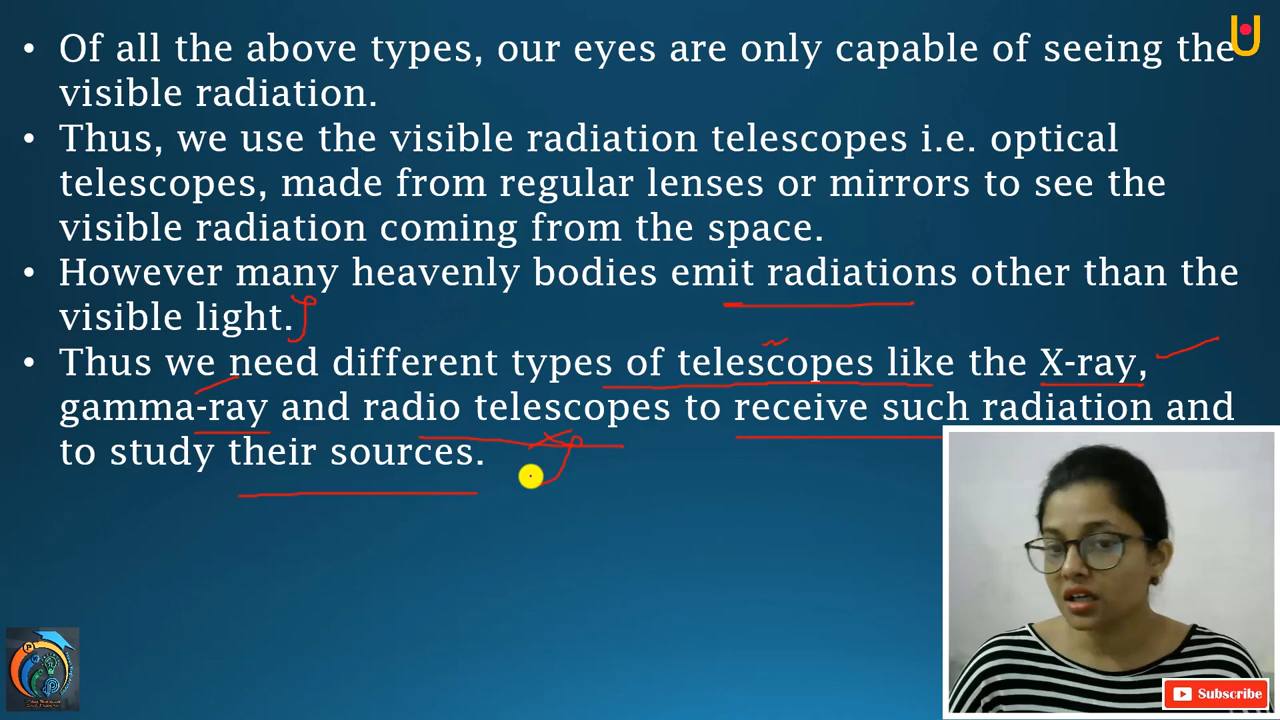 • Of all the above types, our eyes are only capable of seeing the
visible radiation.
• Thus, we use the visible radiation telescopes i.e. optical
telescopes, made from regular lenses or mirrors to see the
visible radiation coming from the space.
• However many heavenly bodies emit radiations other than the
visible light.
• Thus we need different types of telescopes like the X-ray,
gamma-ray and radio telescopes to receive such radiation and
to study their sources.
Subscribe